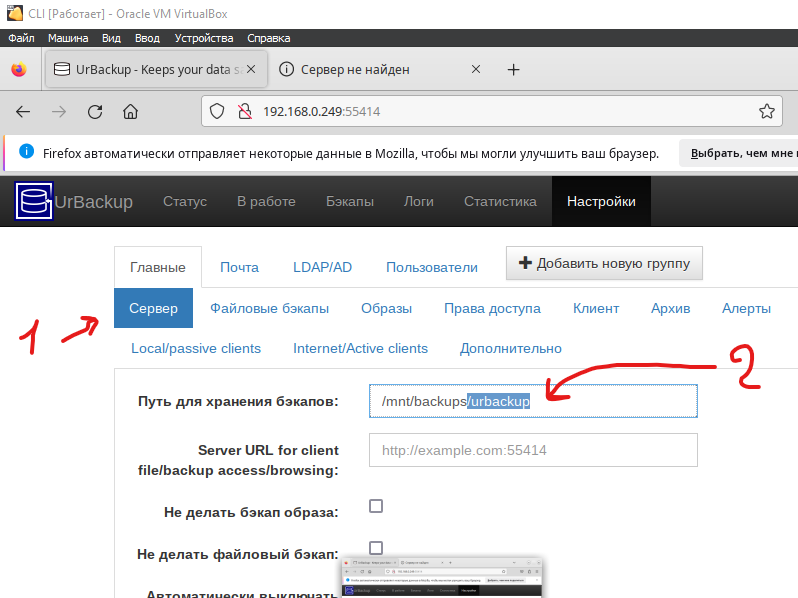 CLI [Работает] - Oracle VM VirtualBox
Файл Машина Вид Ввод Устройства Справка
UrBackup - Keeps your data s
Сервер не найден
192.168.0.249:55414
Firefox автоматически отправляет некоторые данные в Mozilla, чтобы мы могли улучшить ваш браузер.
Выбрать, чем мне
UrBackup Статус В работе Бэкапы Логи Статистика Настройки
Главные Почта LDAP/AD Пользователи Добавить новую группу
Сервер Файловые бэкапы Образы Права доступа Клиент Архив Алерты
1
Local/passive clients Internet/Active clients Дополнительно
2
Путь для хранения бэкапов: /mnt/backups/urbackup
Server URL for client http://example.com:55414
file/backup access/browsing:
Не делать бэкап образа:
Не делать файловый бэкап:
Автоматически выключать